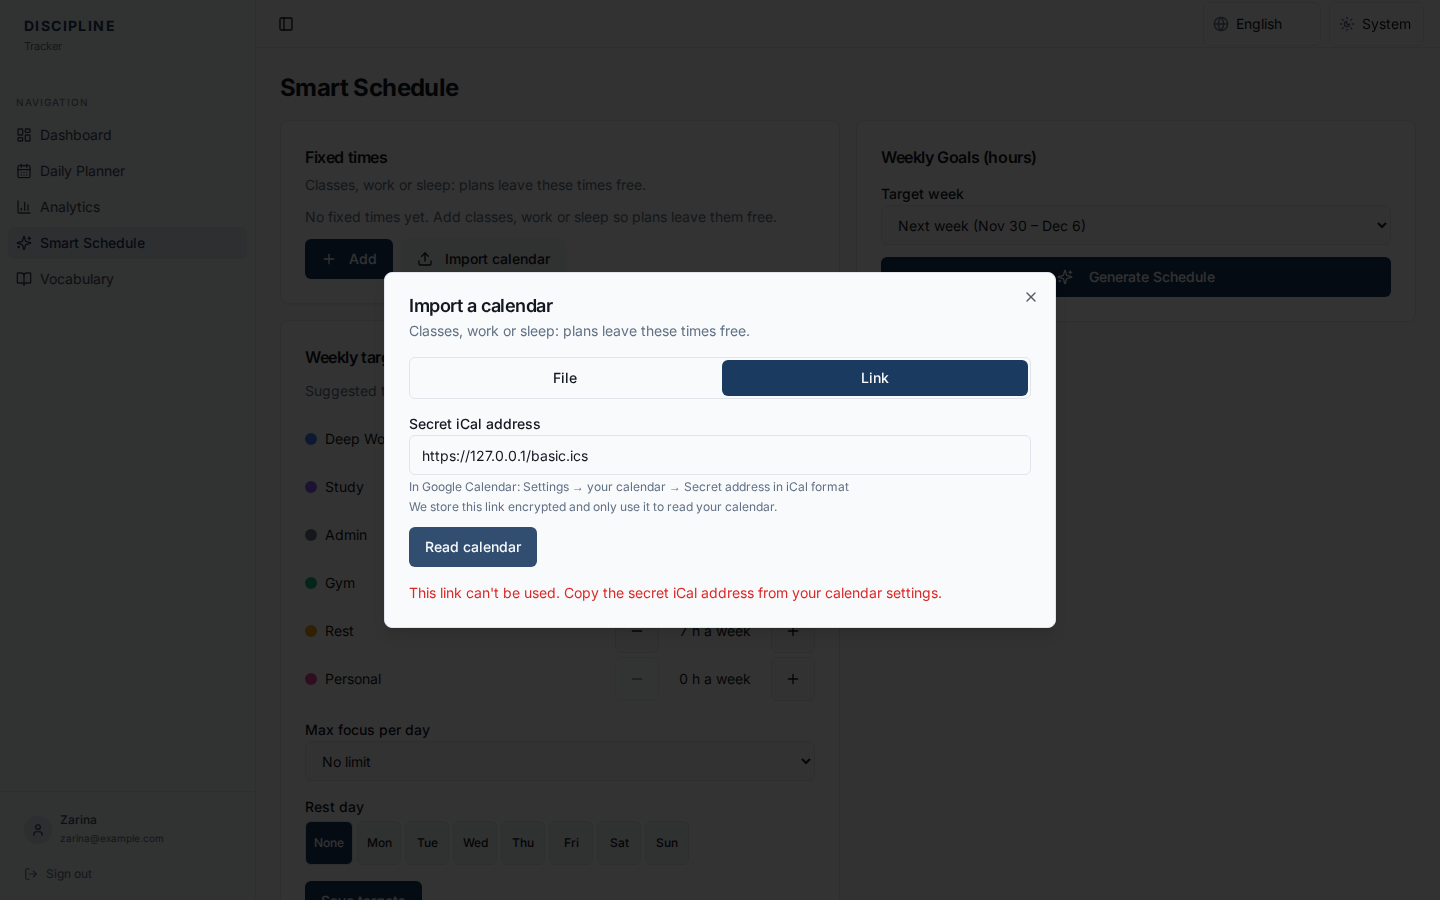 DISCIPLINE
Tracker
NAVIGATION
Dashboard
Daily Planner
Analytics
Smart Schedule
Vocabulary
Zarina
zarina@example.com
Sign out
English
System
Smart Schedule
Fixed times
Classes, work or sleep: plans leave these times free.
No fixed times yet. Add classes, work or sleep so plans leave them free.
Add
Import calendar
Weekly Goals (hours)
Target week
Next week (Nov 30 – Dec 6)
Generate Schedule
Import a calendar
Classes, work or sleep: plans leave these times free.
File
Link
Secret iCal address
https://127.0.0.1/basic.ics
In Google Calendar: Settings → your calendar → Secret address in iCal format
We store this link encrypted and only use it to read your calendar.
Read calendar
This link can't be used. Copy the secret iCal address from your calendar settings.
Weekly
Suggested
Deep
Study
Admin
Gym
Rest
7 h a week
Personal
0 h a week
Max focus per day
No limit
Rest day
None
Mon
Tue
Wed
Thu
Fri
Sat
Sun